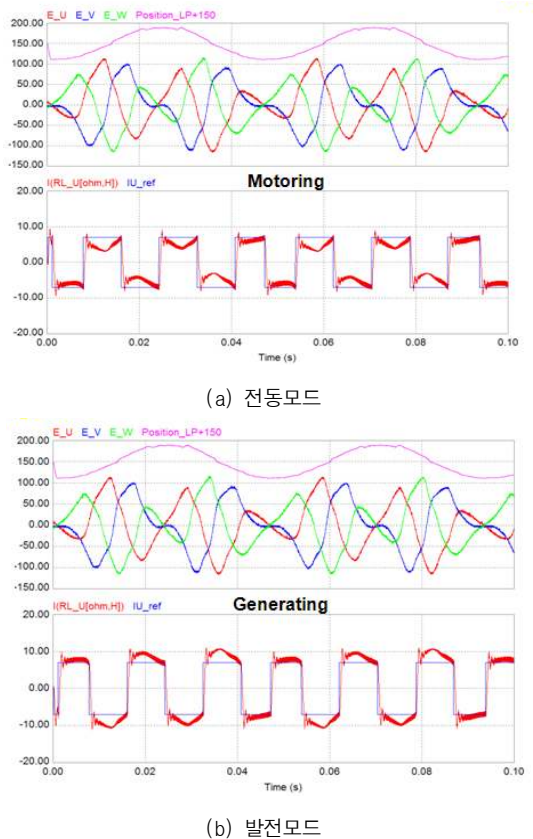 E_U E_V E_W Position_LP+150
200.00
150.00
100.00
50.00
0.00
-50.00
-100.00
-150.00
I(RL_U[ohm,H]) IU_ref
Motoring
20.00
10.00
0.00
-10.00
-20.00
0.00 0.02 0.04 0.06 0.08 0.10
Time (s)
(a) 전동모드
E_U E_V E_W Position_LP+150
200.00
150.00
100.00
50.00
0.00
-50.00
-100.00
-150.00
I(RL_U[ohm,H]) IU_ref
Generating
20.00
10.00
0.00
-10.00
-20.00
0.00 0.02 0.04 0.06 0.08 0.10
Time (s)
(b) 발전모드